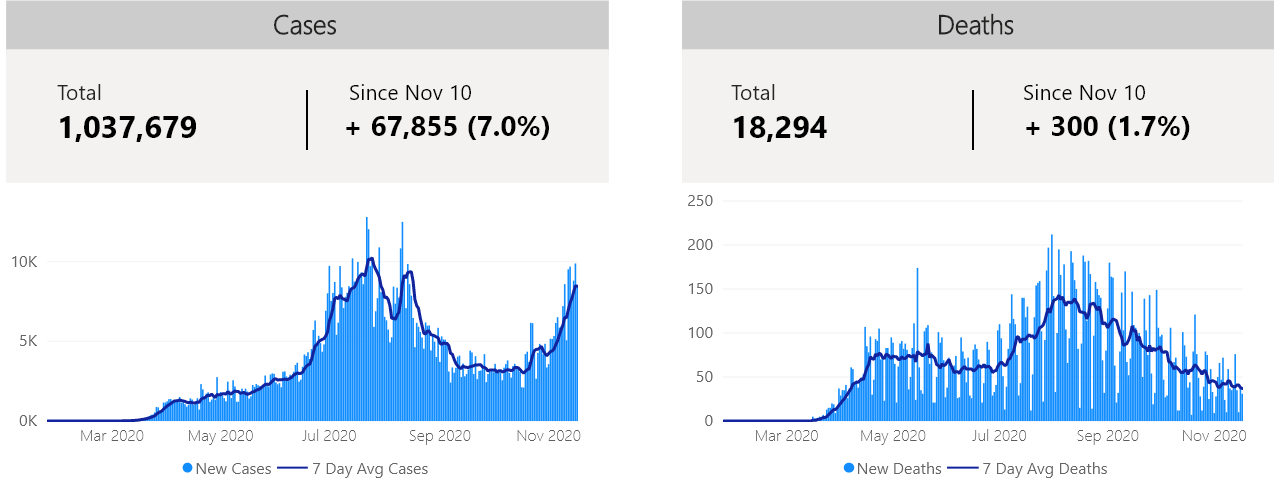 Cases
Total
Since Nov 10
1,037,679
+ 67,855 (7.0%)
10K
5K
0K
Mar 2020
May 2020
Jul 2020
Sep 2020
Nov 2020
New Cases
7 Day Avg Cases
Deaths
Total
Since Nov 10
18,294
+ 300 (1.7%)
250
200
150
100
50
0
Mar 2020
May 2020
Jul 2020
Sep 2020
Nov 2020
New Deaths
7 Day Avg Deaths